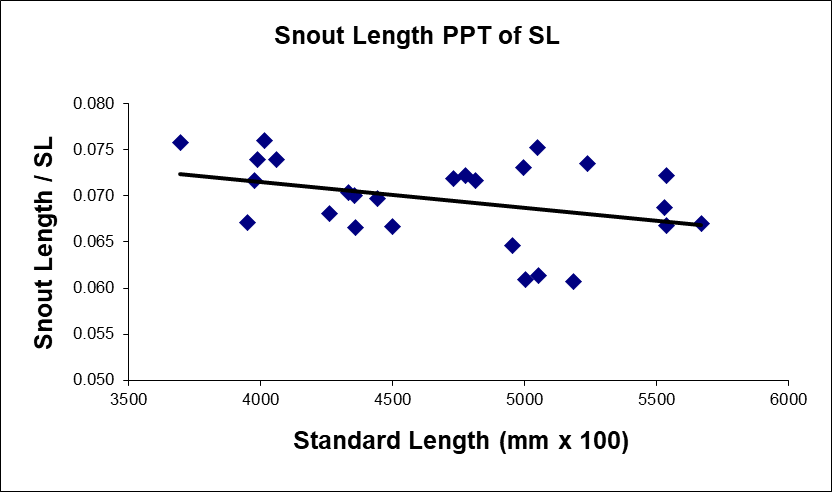 Snout Length PPT of SL
Snout Length / SL
0.080
0.075
0.070
0.065
0.060
0.055
0.050
3500 4000 4500 5000 5500 6000
Standard Length (mm x 100)